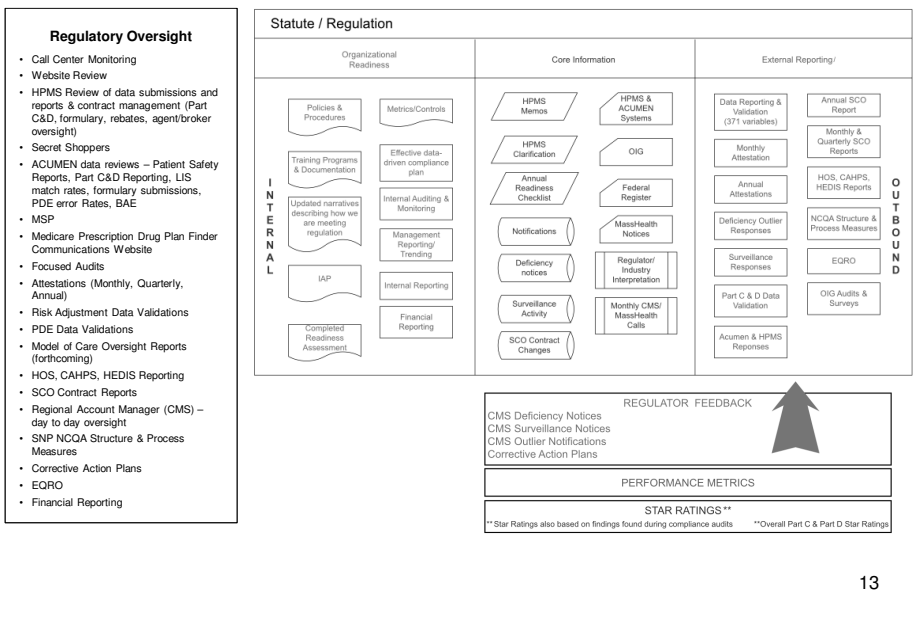 Regulatory Oversight
• Call Center Monitoring
• Website Review
• HPMS Review of data submissions and
reports & contract management (Part
C&D, formulary, rebates, agent/broker
oversight)
• Secret Shoppers
• ACUMEN data reviews – Patient Safety
Reports, Part C&D Reporting, LIS
match rates, formulary submissions,
PDE error Rates, BAE
• MSP
• Medicare Prescription Drug Plan Finder
Communications Website
• Focused Audits
• Attestations (Monthly, Quarterly,
Annual)
• Risk Adjustment Data Validations
• PDE Data Validations
• Model of Care Oversight Reports
(forthcoming)
• HOS, CAHPS, HEDIS Reporting
• SCO Contract Reports
• Regional Account Manager (CMS) –
day to day oversight
• SNP NCQA Structure & Process
Measures
• Corrective Action Plans
• EQRO
• Financial Reporting
Statute / Regulation
Organizational
Readiness
INTERNAL
Policies &
Procedures
Training Programs
& Documentation
Updated narratives
describing how we
are meeting
regulation
IAP
Completed
Readiness
Assessment
Metrics/Controls
Effective data-
driven compliance
plan
Internal Auditing &
Monitoring
Management
Reporting/
Trending
Internal Reporting
Financial
Reporting
Core Information
HPMS
Memos
HPMS
Clarification
Annual
Readiness
Checklist
Notifications
Deficiency
notices
Surveillance
Activity
SCO Contract
Changes
HPMS &
ACUMEN
Systems
OIG
Federal
Register
MassHealth
Notices
Regulator/
Industry
Interpretation
Monthly CMS/
MassHealth
Calls
External Reporting/
Data Reporting &
Validation
(371 variables)
Monthly
Attestation
Annual
Attestations
Deficiency Outlier
Responses
Surveillance
Responses
Part C & D Data
Validation
Acumen & HPMS
Reponses
Annual SCO
Report
Monthly &
Quarterly SCO
Reports
HOS, CAHPS,
HEDIS Reports
NCQA Structure &
Process Measures
EQRO
OIG Audits &
Surveys
OUTBOUND
REGULATOR FEEDBACK
CMS Deficiency Notices
CMS Surveillance Notices
CMS Outlier Notifications
Corrective Action Plans
PERFORMANCE METRICS
STAR RATINGS**
**Star Ratings also based on findings found during compliance audits **Overall Part C & Part D Star Ratings
13